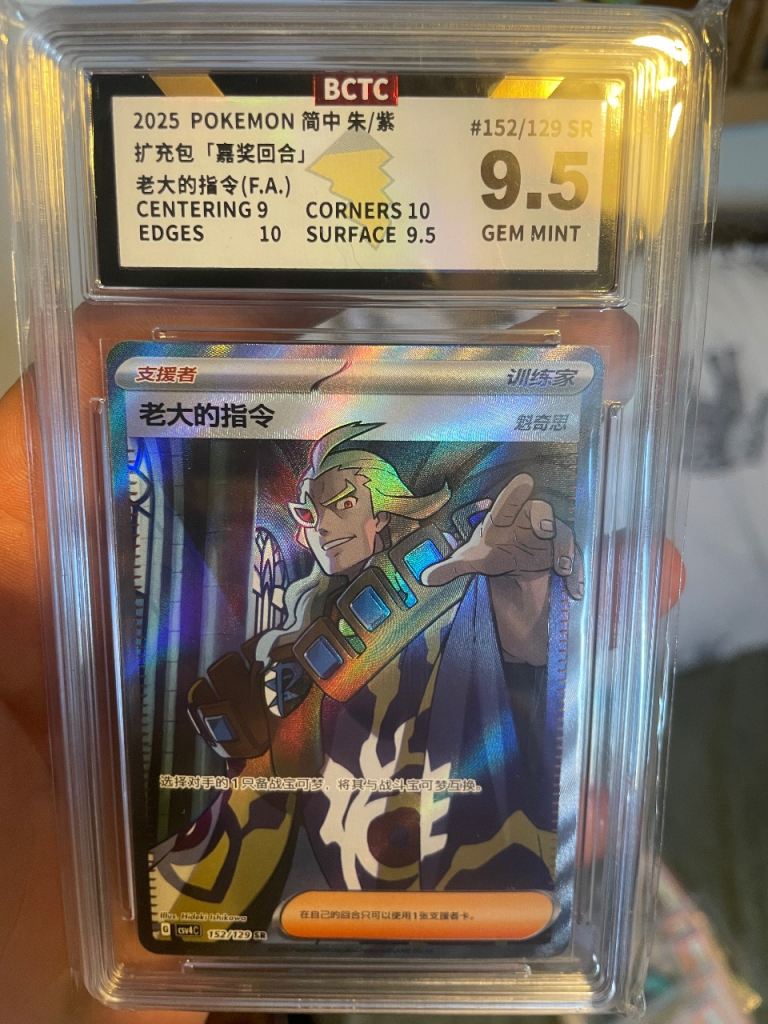 BCTC
2025 POKEMON 简中 朱/紫
#152/129 SR
扩充包「嘉奖回合」
9.5
老大的指令(F.A.)
CENTERING 9 CORNERS 10
EDGES 10 SURFACE 9.5
GEM MINT
支援者 训练家
老大的指令 魁奇思
选择对手的1只备战宝可梦，将其与战斗宝可梦互换。
illus. Hideki Ishikawa
在自己的回合只可以使用1张支援者卡。
G CSV4C 152/129 SR